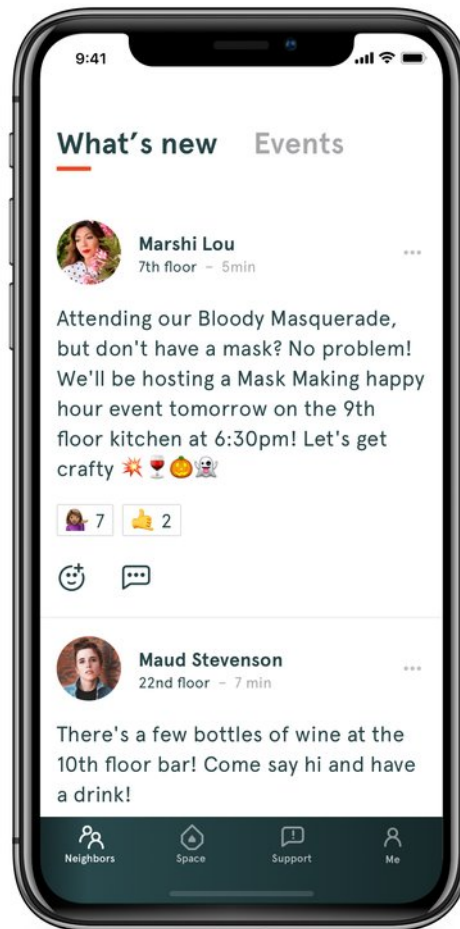 9:41
What’s new Events
Marshi Lou
7th floor – 5min
Attending our Bloody Masquerade,
but don't have a mask? No problem!
We'll be hosting a Mask Making happy
hour event tomorrow on the 9th
floor kitchen at 6:30pm! Let's get
crafty 💥🍷🎃👻
💁🏽‍♀️ 7 🤙 2
Maud Stevenson
22nd floor – 7 min
There's a few bottles of wine at the
10th floor bar! Come say hi and have
a drink!
Neighbors Space Support Me